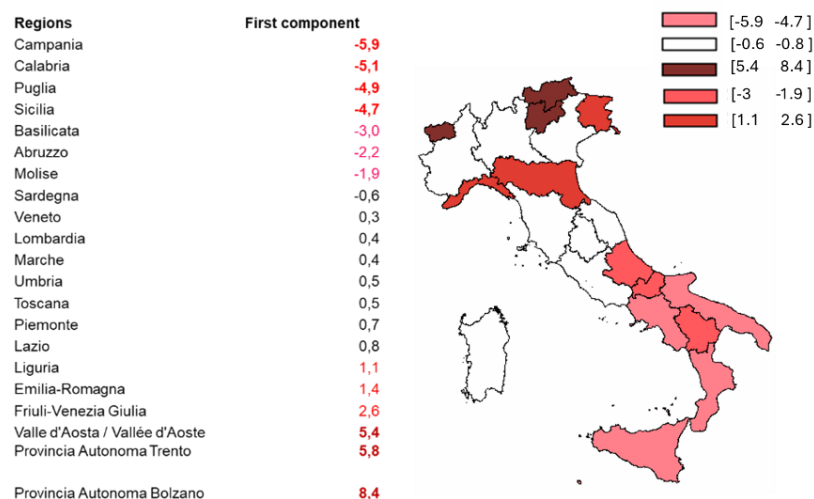 Regions First component
Campania -5,9
Calabria -5,1
Puglia -4,9
Sicilia -4,7
Basilicata -3,0
Abruzzo -2,2
Molise -1,9
Sardegna -0,6
Veneto 0,3
Lombardia 0,4
Marche 0,4
Umbria 0,5
Toscana 0,5
Piemonte 0,7
Lazio 0,8
Liguria 1,1
Emilia-Romagna 1,4
Friuli-Venezia Giulia 2,6
Valle d'Aosta / Vallée d'Aoste 5,4
Provincia Autonoma Trento 5,8
Provincia Autonoma Bolzano 8,4
[-5.9 -4.7 ]
[-0.6 -0.8]
[5.4 8.4 ]
[-3 -1.9 ]
[1.1 2.6 ]